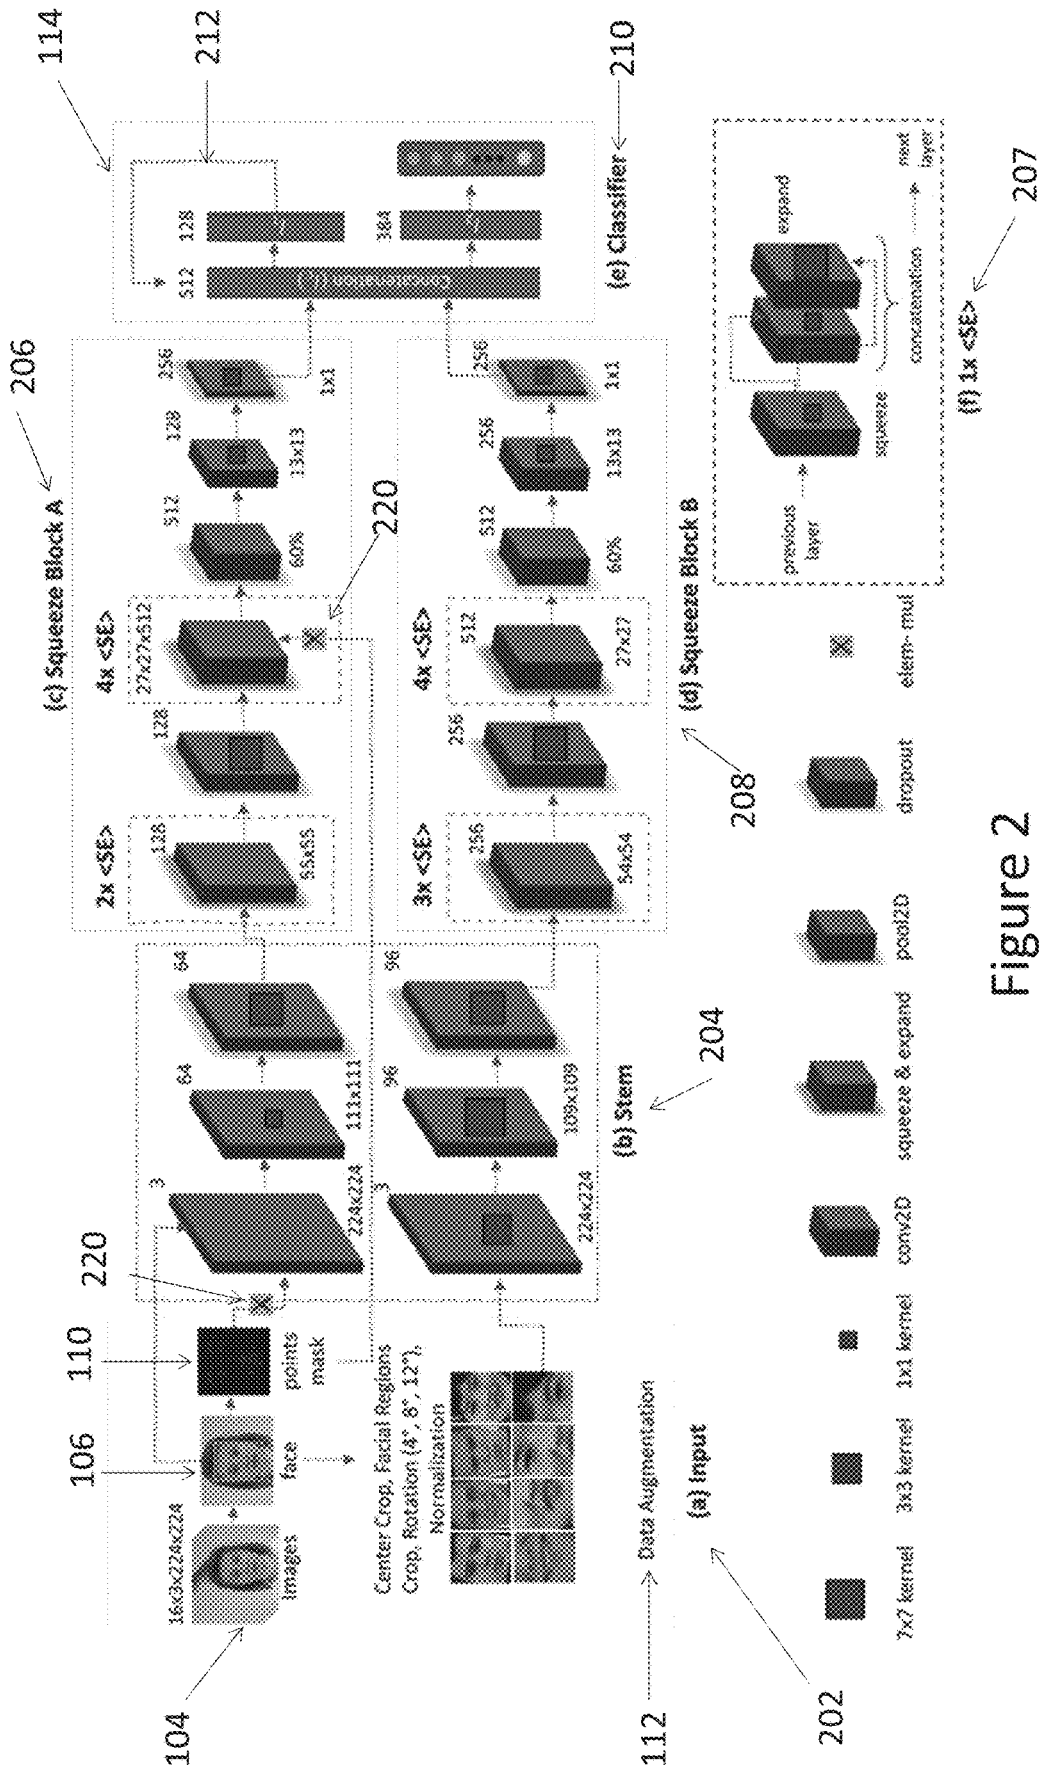 114
212
210
206
207
(c) Squeeze Block A
4x <SE>
2x <SE>
128
55x55
128
27x27x512
512
60%
128
13x13
256
1x1
220
512
128
384
(e) Classifier
64
64
3
224x224
111x111
96
96
3
224x224
109x109
(b) Stem
204
3x <SE>
256
54x54
256
4x <SE>
512
27x27
512
60%
256
13x13
256
1x1
(d) Squeeze Block B
208
previous
layer
squeeze
expand
concatenation
next
layer
(f) 1x <SE>
104
106
110
220
16x3x224x224
Images
face
points
mask
Center Crop, Facial Regions
Crop, Rotation (4°, 8°, 12°),
Normalization
112
Data Augmentation
(a) Input
202
7x7 kernel
3x3 kernel
1x1 kernel
conv2D
squeeze & expand
pool2D
dropout
elem- mul
Figure 2